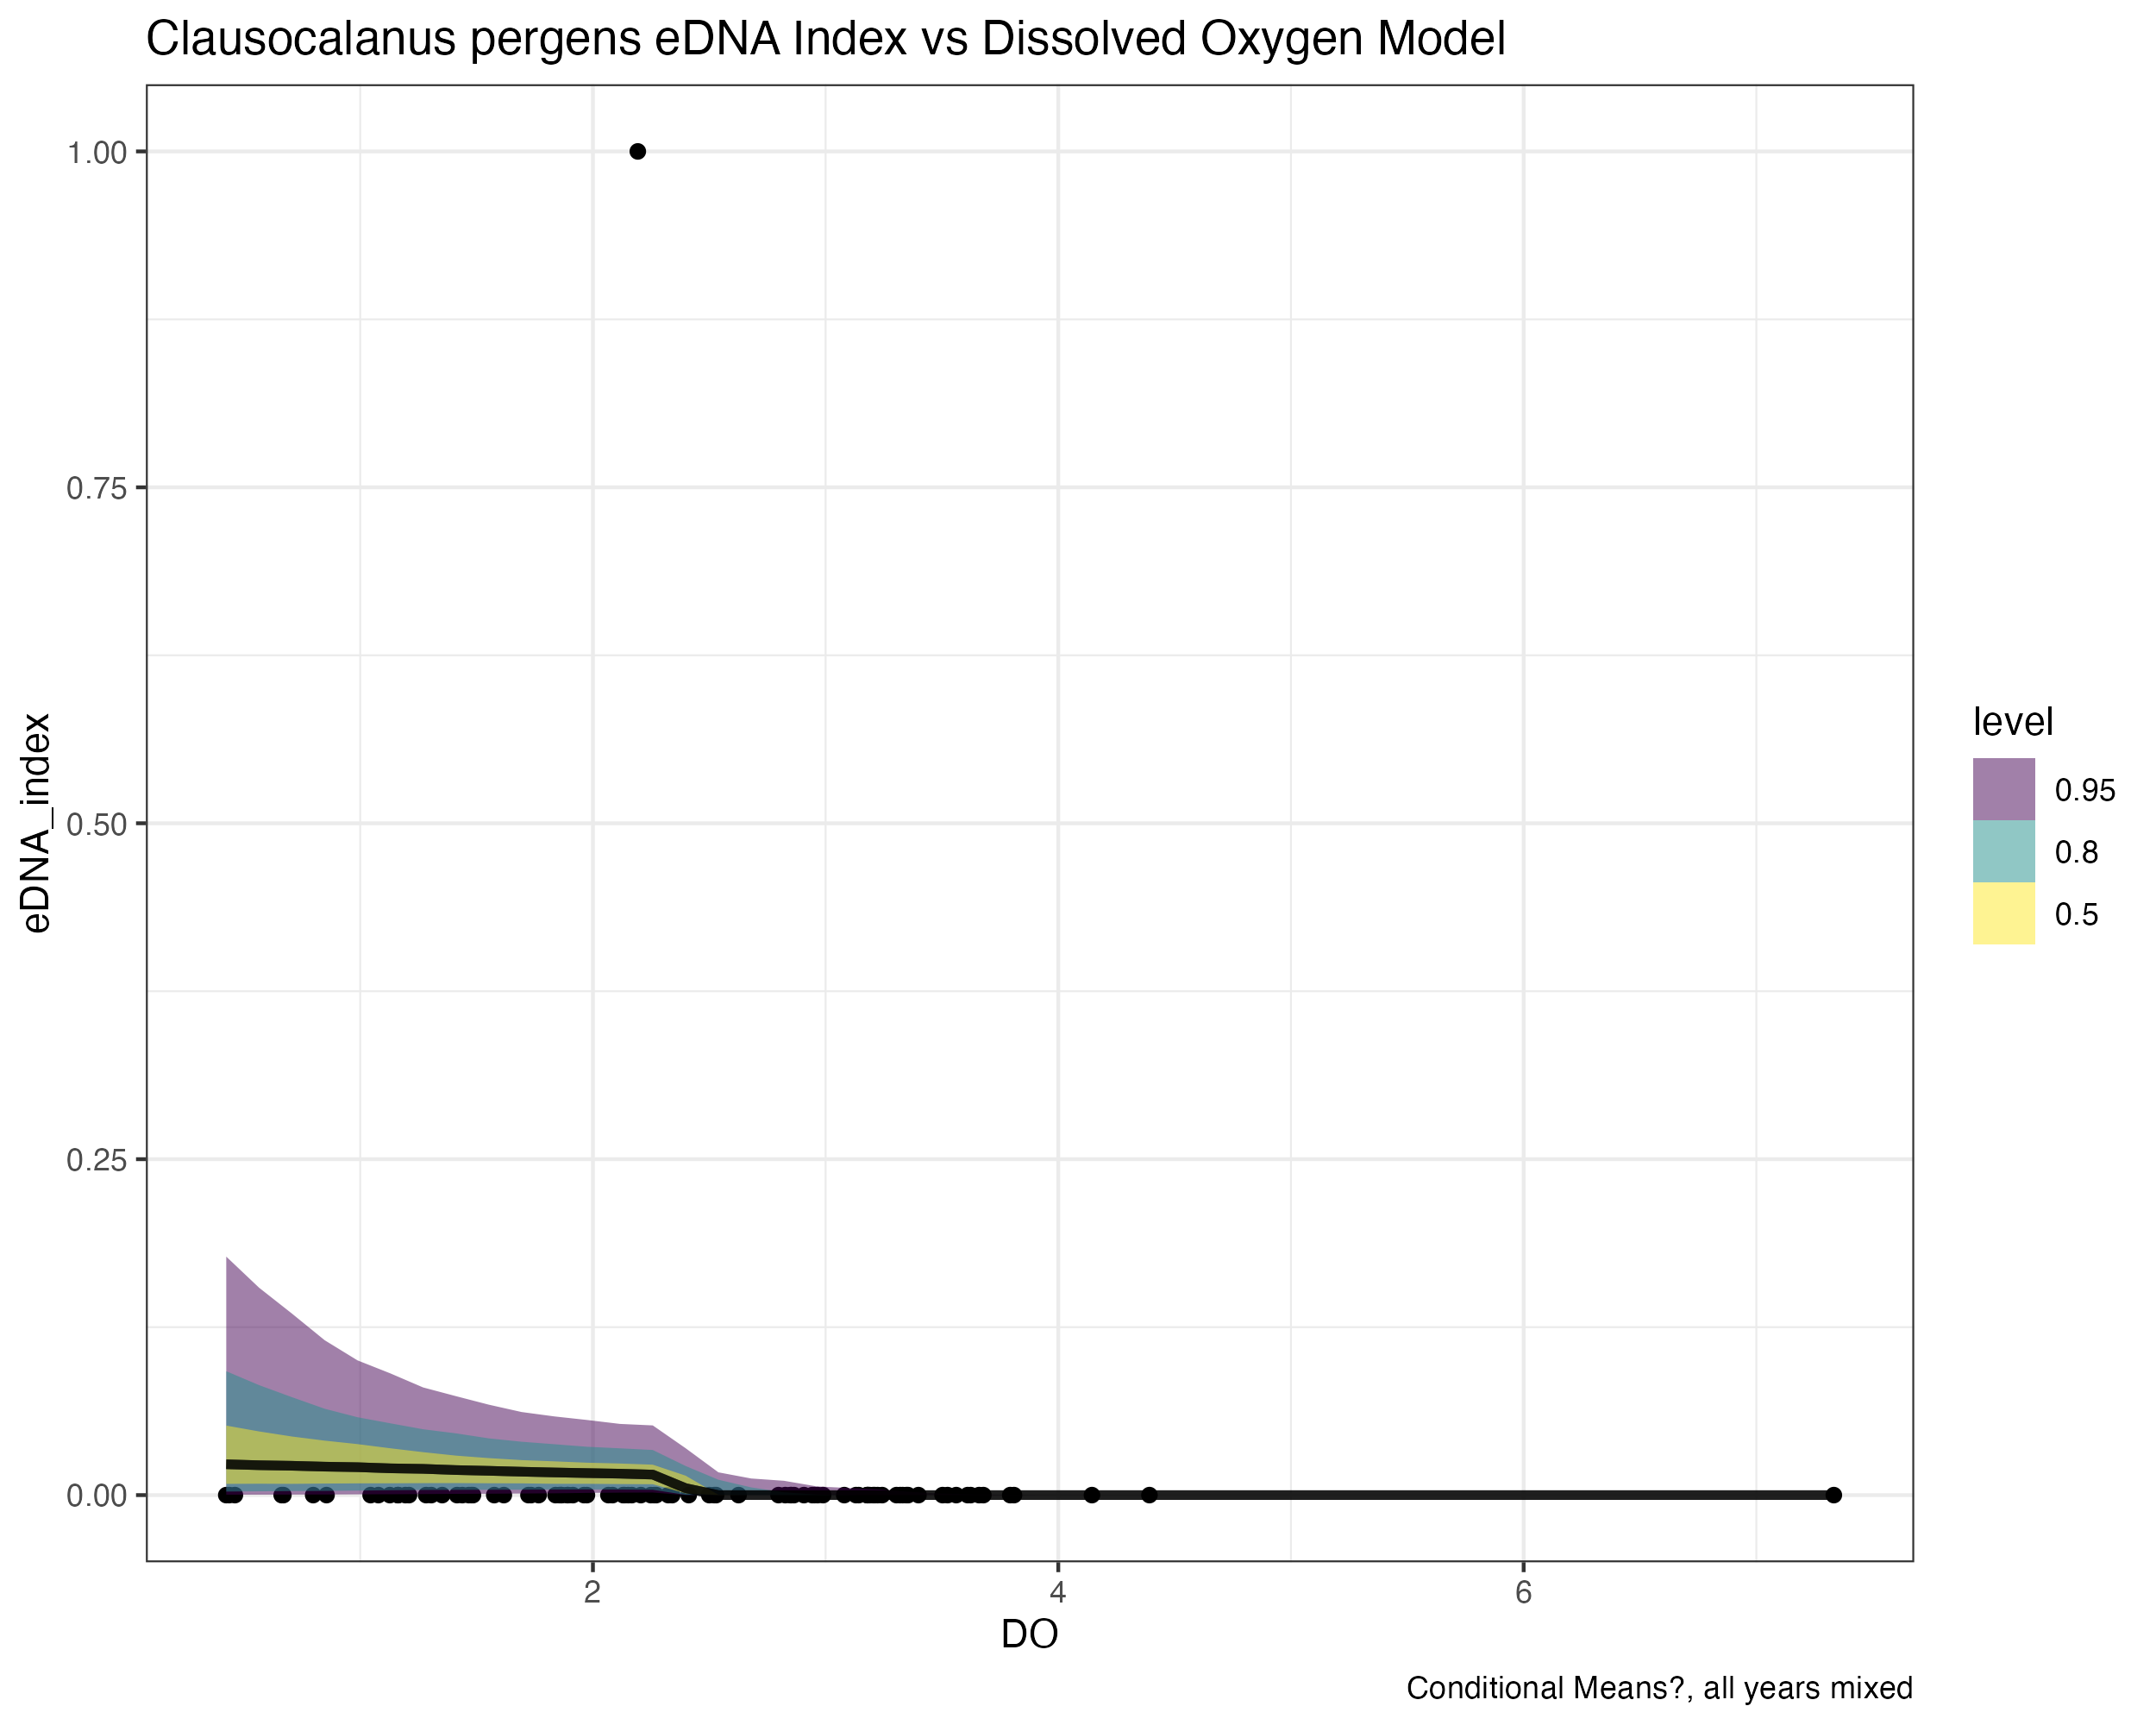 Clausocalanus pergens eDNA Index vs Dissolved Oxygen Model
1.00
0.75
0.50
0.25
0.00
eDNA_index
2
4
6
DO
level
0.95
0.8
0.5
Conditional Means?, all years mixed